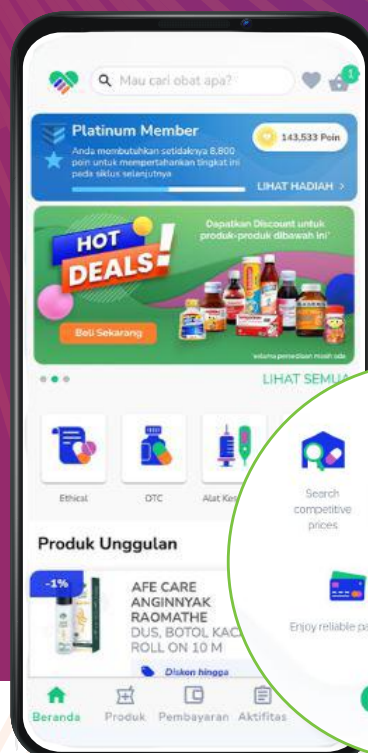 Mau cari obat apa?
1
Platinum Member
Anda membutuhkan setidaknya 8,800
poin untuk mempertahankan tingkat ini
pada siklus selanjutnya
143,533 Poin
LIHAT HADIAH >
HOT
DEALS!
Dapatkan Discount untuk
produk-produk dibawah ini*
Beli Sekarang
selama persediaan masih ada
LIHAT SEMUA
Ethical
OTC
Alat Kes
Search
competitive
prices
Produk Unggulan
-1%
AFE CARE
ANGINNYAK
RAOMATHE
DUS, BOTOL KAC
ROLL ON 10 M
Diskon hingga
Enjoy reliable pa
Beranda
Produk
Pembayaran
Aktifitas